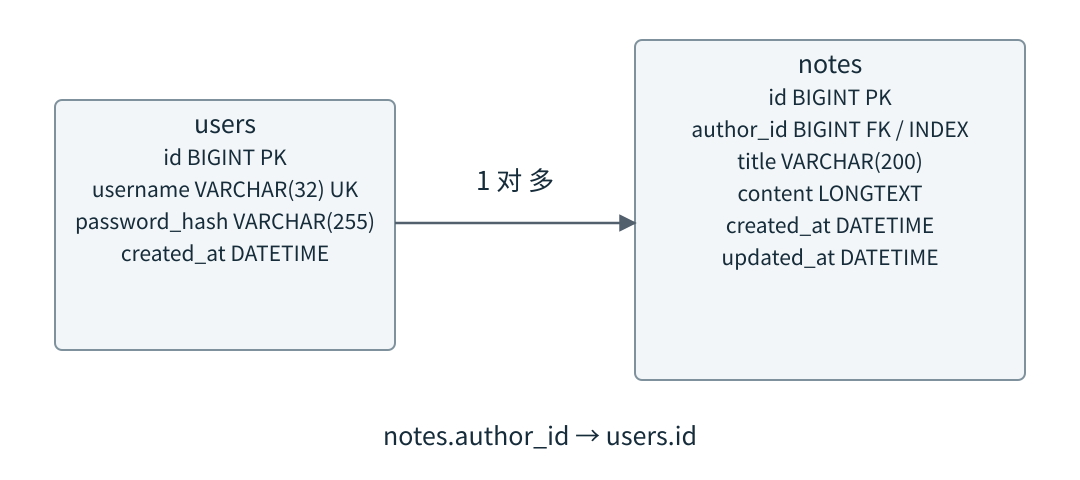 users
id BIGINT PK
username VARCHAR(32) UK
password_hash VARCHAR(255)
created_at DATETIME
1 对 多
notes
id BIGINT PK
author_id BIGINT FK / INDEX
title VARCHAR(200)
content LONGTEXT
created_at DATETIME
updated_at DATETIME
notes.author_id → users.id